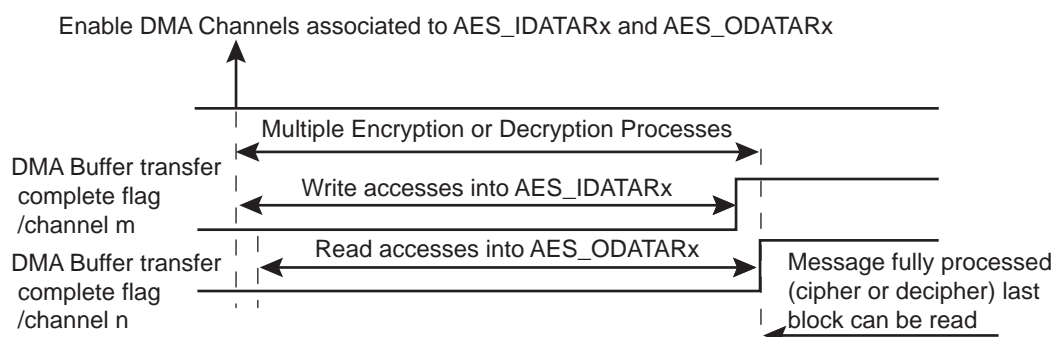 Enable DMA Channels associated to AES_IDATARx and AES_ODATARx
Multiple Encryption or Decryption Processes
DMA Buffer transfer
complete flag
/channel m
Write accesses into AES_IDATARx
DMA Buffer transfer
complete flag
/channel n
Read accesses into AES_ODATARx
Message fully processed
(cipher or decipher) last
block can be read